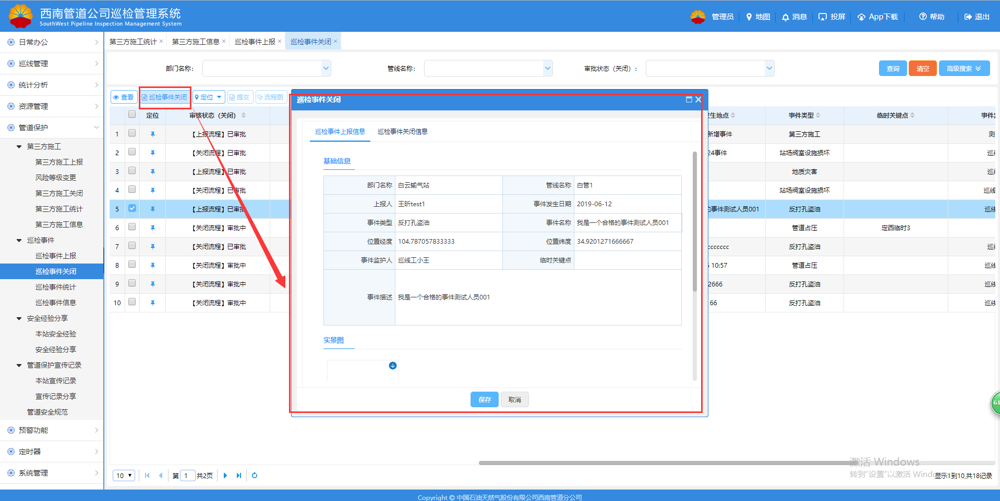 西南管道公司巡检管理系统
SouthWest Pipeline Inspection Management System
管理员 地图 消息 投屏 App下载 帮助 退出
日常办公
巡线管理
统计分析
资源管理
管道保护
第三方施工
第三方施工上报
风险等级变更
第三方施工关闭
第三方施工统计
第三方施工信息
巡检事件
巡检事件上报
巡检事件关闭
巡检事件统计
巡检事件信息
安全经验分享
本站安全经验
安全经验分享
管道保护宣传记录
本站宣传记录
宣传记录分享
管道安全规范
预警功能
定时器
系统管理
第三方施工统计 × 第三方施工信息 × 巡检事件上报 × 巡检事件关闭 ×
部门名称: 管线名称: 审批状态（关闭）: 查询 清空 高级搜索
查看 巡检事件关闭 定位 提交 流程图
定位 审核状态（关闭） 生地点 事件类型 临时关键点 事件
1 【上报流程】已审批 新增事件 第三方施工 测
2 【关闭流程】已审批 24事件 站场阀室设施损坏 巡
3 【上报流程】已审批 地质灾害 巡
4 【关闭流程】已审批 站场阀室设施损坏 巡线
5 【上报流程】已审批 的事件测试人员001 反打孔盗油 巡线
6 【关闭流程】审批中 管道占压 定西临时3
7 【关闭流程】已审批 ccccccc 反打孔盗油 巡
8 【关闭流程】审批中 10:57 管道占压 巡线
9 【关闭流程】审批中 2666 反打孔盗油 巡线
10 【关闭流程】审批中 66 反打孔盗油 巡线
巡检事件关闭
巡检事件上报信息 巡检事件关闭信息
基础信息
部门名称 白云输气站 管线名称 白管1
上报人 王昕test1 事件发生日期 2019-06-12
事件类型 反打孔盗油 事件名称 我是一个合格的事件测试人员001
位置经度 104.787057833333 位置纬度 34.9201271666667
事件监护人 巡线工小王 临时关键点
事件描述 我是一个合格的事件测试人员001
实景图
保存 取消
61
激活 Windows
转到"设置"以激活 Windo
10 第 1 共2页 显示1到10,共18记录
Copyright © 中国石油天然气股份有限公司西南管道分公司